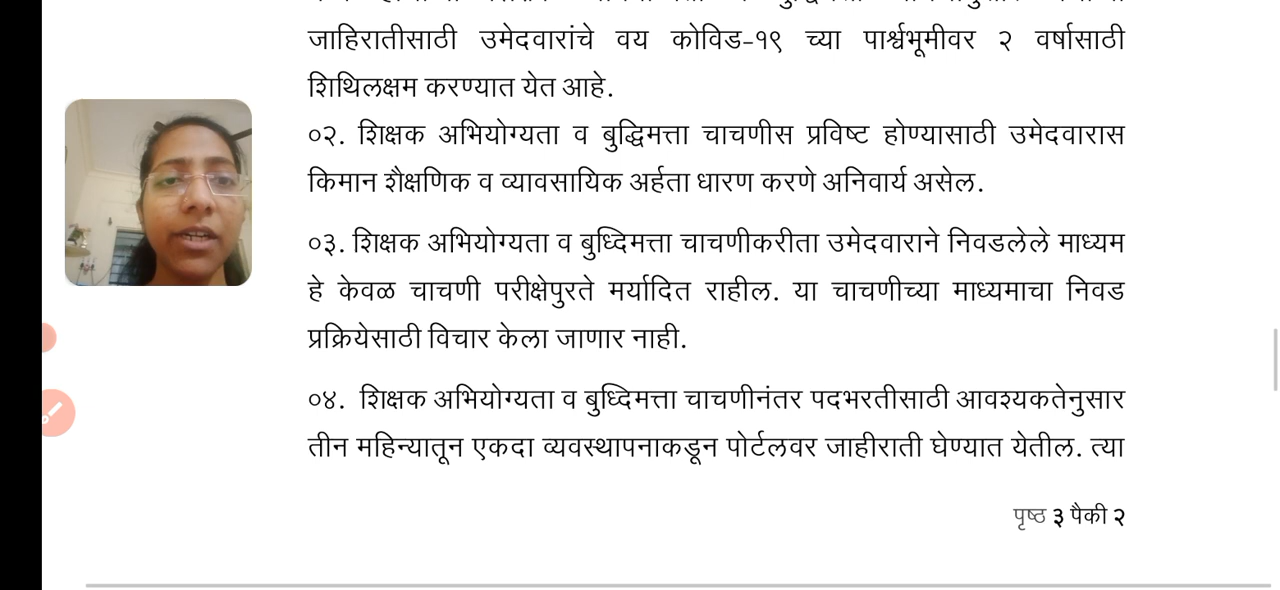 जाहिरातीसाठी उमेदवारांचे वय कोविड-१९ च्या पार्श्वभूमीवर २ वर्षासाठी
शिथिलक्षम करण्यात येत आहे.
०२. शिक्षक अभियोग्यता व बुद्धिमत्ता चाचणीस प्रविष्ट होण्यासाठी उमेदवारास
किमान शैक्षणिक व व्यावसायिक अर्हता धारण करणे अनिवार्य असेल.
०३. शिक्षक अभियोग्यता व बुध्दिमत्ता चाचणीकरीता उमेदवाराने निवडलेले माध्यम
हे केवळ चाचणी परीक्षेपुरते मर्यादित राहील. या चाचणीच्या माध्यमाचा निवड
प्रक्रियेसाठी विचार केला जाणार नाही.
०४. शिक्षक अभियोग्यता व बुध्दिमत्ता चाचणीनंतर पदभरतीसाठी आवश्यकतेनुसार
तीन महिन्यातून एकदा व्यवस्थापनाकडून पोर्टलवर जाहीराती घेण्यात येतील. त्या
पृष्ठ ३ पैकी २